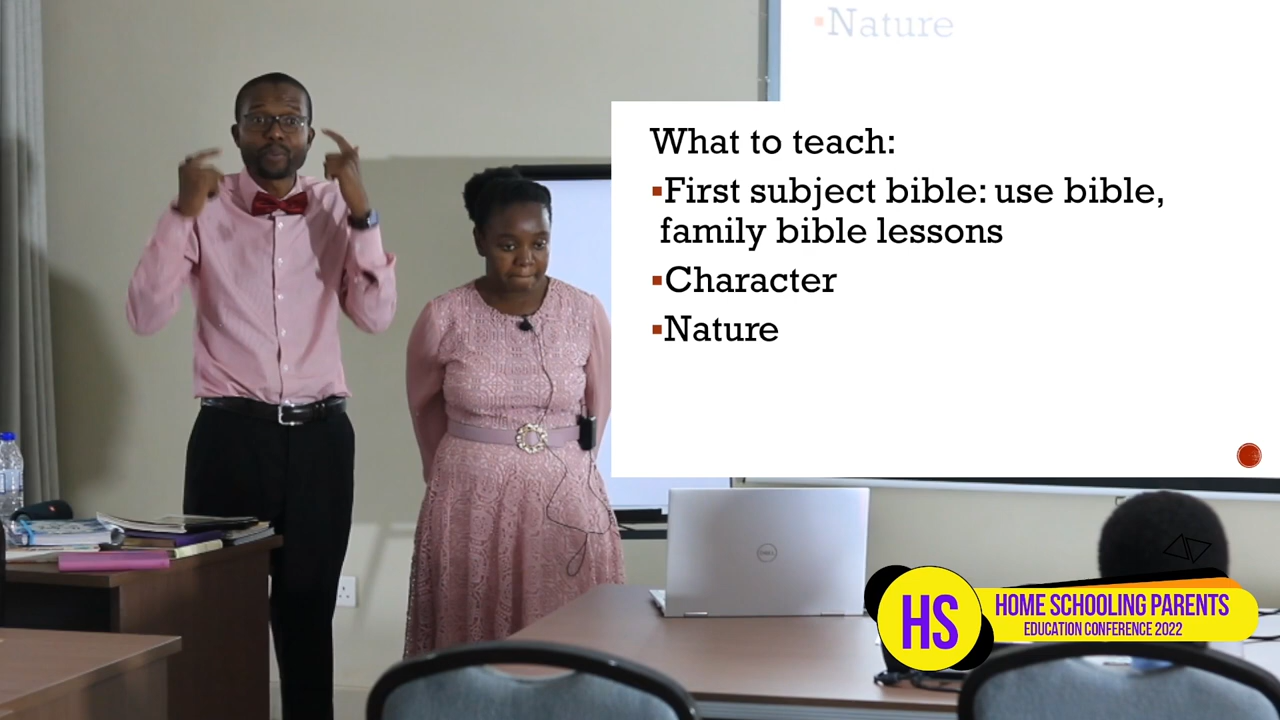 Nature
What to teach:
▪First subject bible: use bible,
family bible lessons
▪Character
▪Nature
DELL
HS
HOME SCHOOLING PARENTS
EDUCATION CONFERENCE 2022